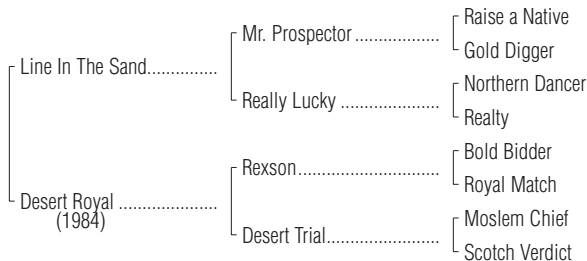 Raise a Native
Mr. Prospector ..................
Gold Digger
Line In The Sand...............
Northern Dancer
Really Lucky .....................
Realty
Bold Bidder
Rexson..............................
Royal Match
Desert Royal .....................
(1984)
Moslem Chief
Desert Trial........................
Scotch Verdict